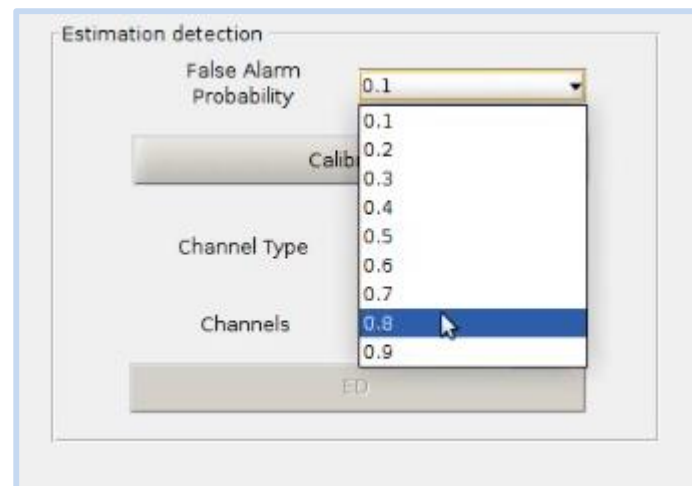 Estimation detection
False Alarm
Probability
0.1
0.1
0.2
0.3
0.4
0.5
0.6
0.7
0.8
0.9
Calib
Channel Type
Channels
ED